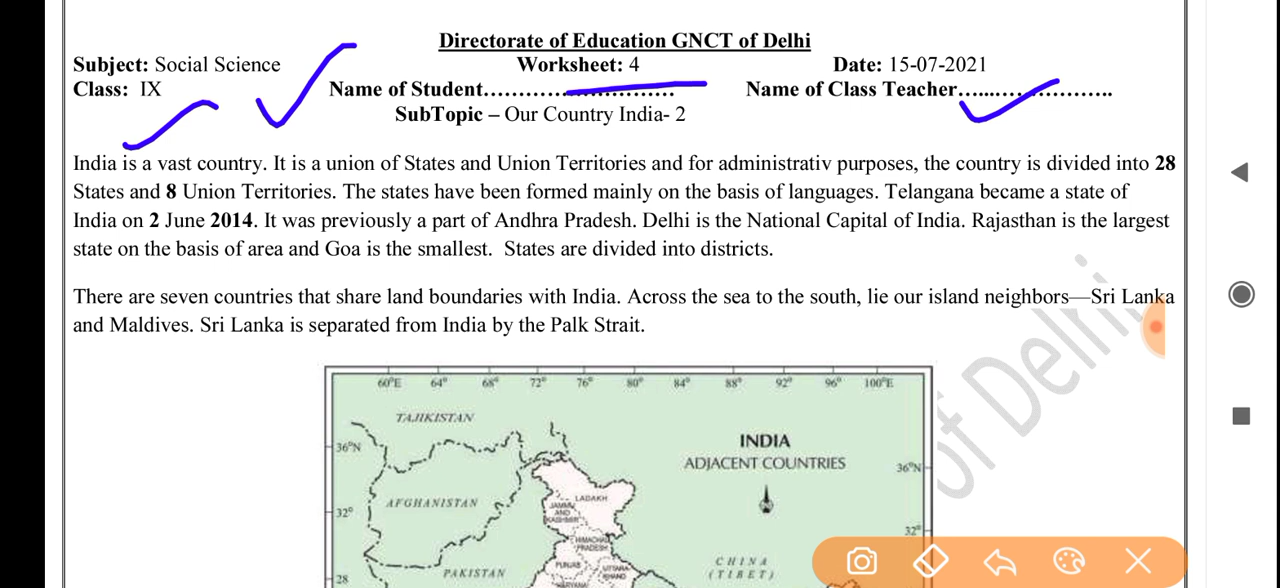 Directorate of Education GNCT of Delhi
Subject: Social Science Worksheet: 4 Date: 15-07-2021
Class: IX Name of Student........................... Name of Class Teacher........................
SubTopic – Our Country India- 2
India is a vast country. It is a union of States and Union Territories and for administrativ purposes, the country is divided into 28
States and 8 Union Territories. The states have been formed mainly on the basis of languages. Telangana became a state of
India on 2 June 2014. It was previously a part of Andhra Pradesh. Delhi is the National Capital of India. Rajasthan is the largest
state on the basis of area and Goa is the smallest. States are divided into districts.
There are seven countries that share land boundaries with India. Across the sea to the south, lie our island neighbors—Sri Lanka
and Maldives. Sri Lanka is separated from India by the Palk Strait.
of Delhi
60°E 64° 68° 72° 76° 80° 84° 88° 92° 96° 100°E
TAJIKISTAN
36°N
INDIA
ADJACENT COUNTRIES
36°N
AFGHANISTAN
LADAKH
JAMMU
AND
KASHMIR
32°
32°
HIMACHAL
PRADESH
PUNJAB
UTTARA-
KHAND
CHINA
(TIBET)
PAKISTAN
28
HARYANA